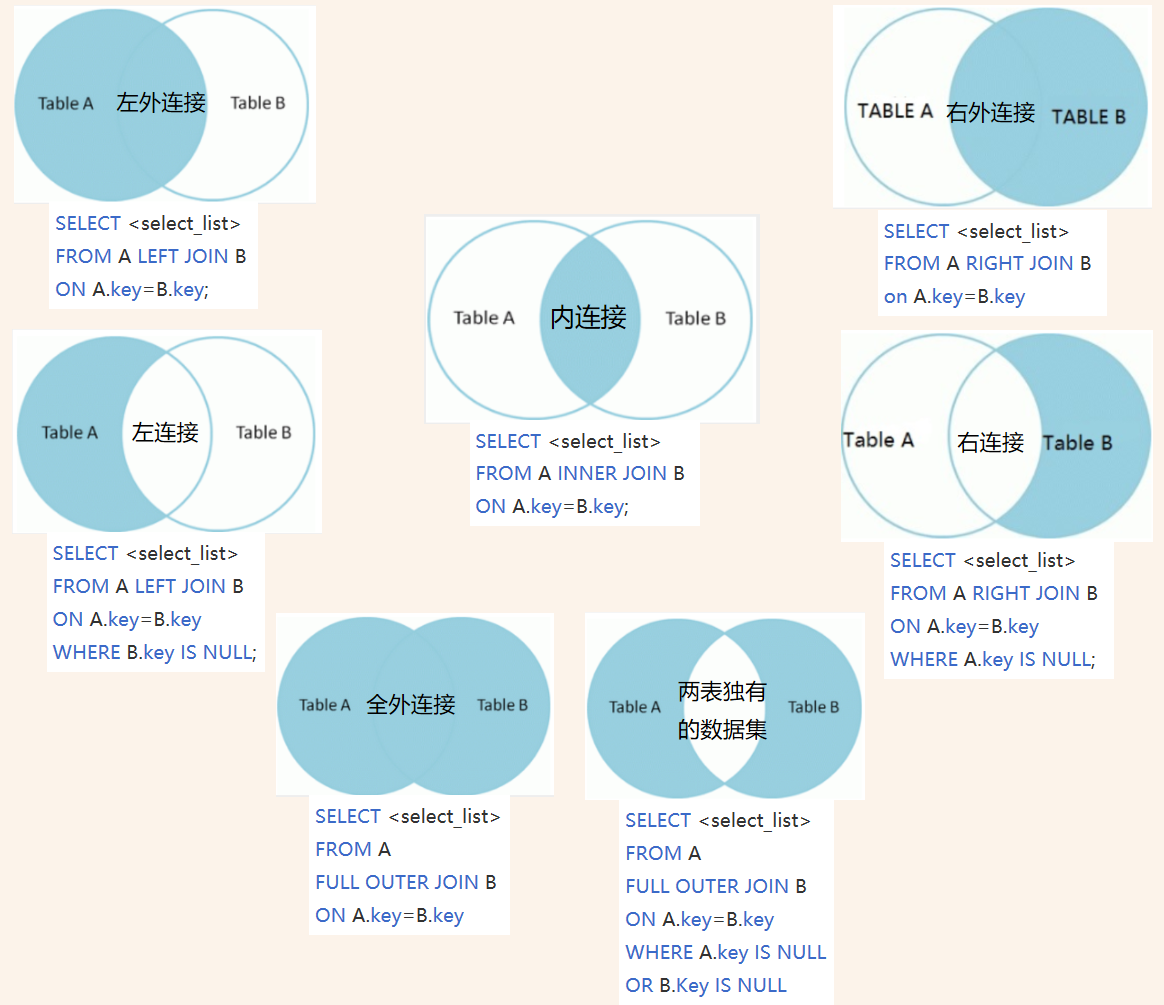 Table A 左外连接 Table B
SELECT <select_list>
FROM A LEFT JOIN B
ON A.key=B.key;
TABLE A 右外连接 TABLE B
SELECT <select_list>
FROM A RIGHT JOIN B
on A.key=B.key
Table A 内连接 Table B
SELECT <select_list>
FROM A INNER JOIN B
ON A.key=B.key;
Table A 左连接 Table B
SELECT <select_list>
FROM A LEFT JOIN B
ON A.key=B.key
WHERE B.key IS NULL;
Table A 右连接 Table B
SELECT <select_list>
FROM A RIGHT JOIN B
ON A.key=B.key
WHERE A.key IS NULL;
Table A 全外连接 Table B
SELECT <select_list>
FROM A
FULL OUTER JOIN B
ON A.key=B.key
两表独有
Table A Table B
的数据集
SELECT <select_list>
FROM A
FULL OUTER JOIN B
ON A.key=B.key
WHERE A.key IS NULL
OR B.Key IS NULL